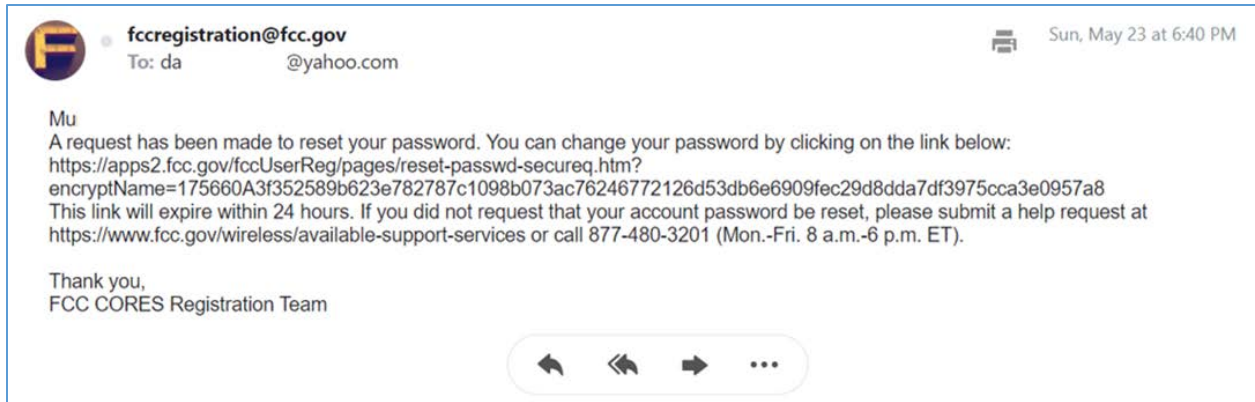 F
fccregistration@fcc.gov
Sun, May 23 at 6:40 PM
To: da @yahoo.com
Mu
A request has been made to reset your password. You can change your password by clicking on the link below:
https://apps2.fcc.gov/fccUserReg/pages/reset-passwd-secureq.htm?
encryptName=175660A3f352589b623e782787c1098b073ac76246772126d53db6e6909fec29d8dda7df3975cca3e0957a8
This link will expire within 24 hours. If you did not request that your account password be reset, please submit a help request at
https://www.fcc.gov/wireless/available-support-services or call 877-480-3201 (Mon.-Fri. 8 a.m.-6 p.m. ET).
Thank you,
FCC CORES Registration Team